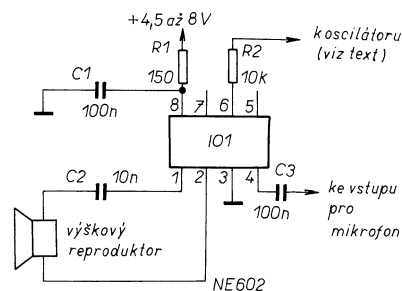 +4,5 až 8V
R1
R2
k oscilátoru
(viz text)
C1
150
10k
100n
8
7
6
5
IO1
C2
10n
1
2
3
4
C3
100n
ke vstupu
pro
mikrofon
výškový
reproduktor
NE602